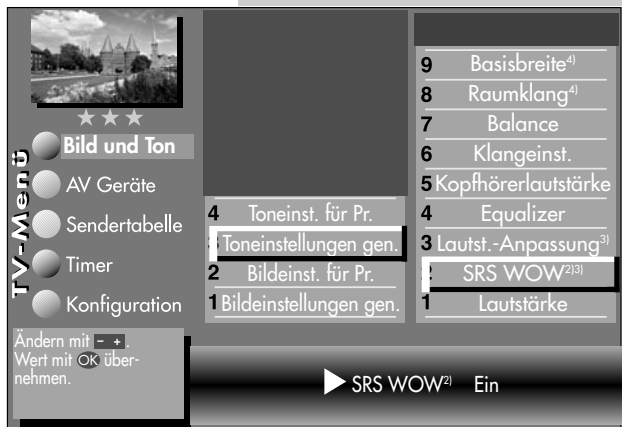 TV-Menü
Bild und Ton
AV Geräte
Sendertabelle
Timer
Konfiguration
Ändern mit - + .
Wert mit OK über-
nehmen.
4 Toneinst. für Pr.
3 Toneinstellungen gen.
2 Bildeinst. für Pr.
1 Bildeinstellungen gen.
9 Basisbreite4)
8 Raumklang4)
7 Balance
6 Klangeinst.
5 Kopfhörerlautstärke
4 Equalizer
3 Lautst.-Anpassung3)
2 SRS WOW2)3)
1 Lautstärke
SRS WOW2) Ein